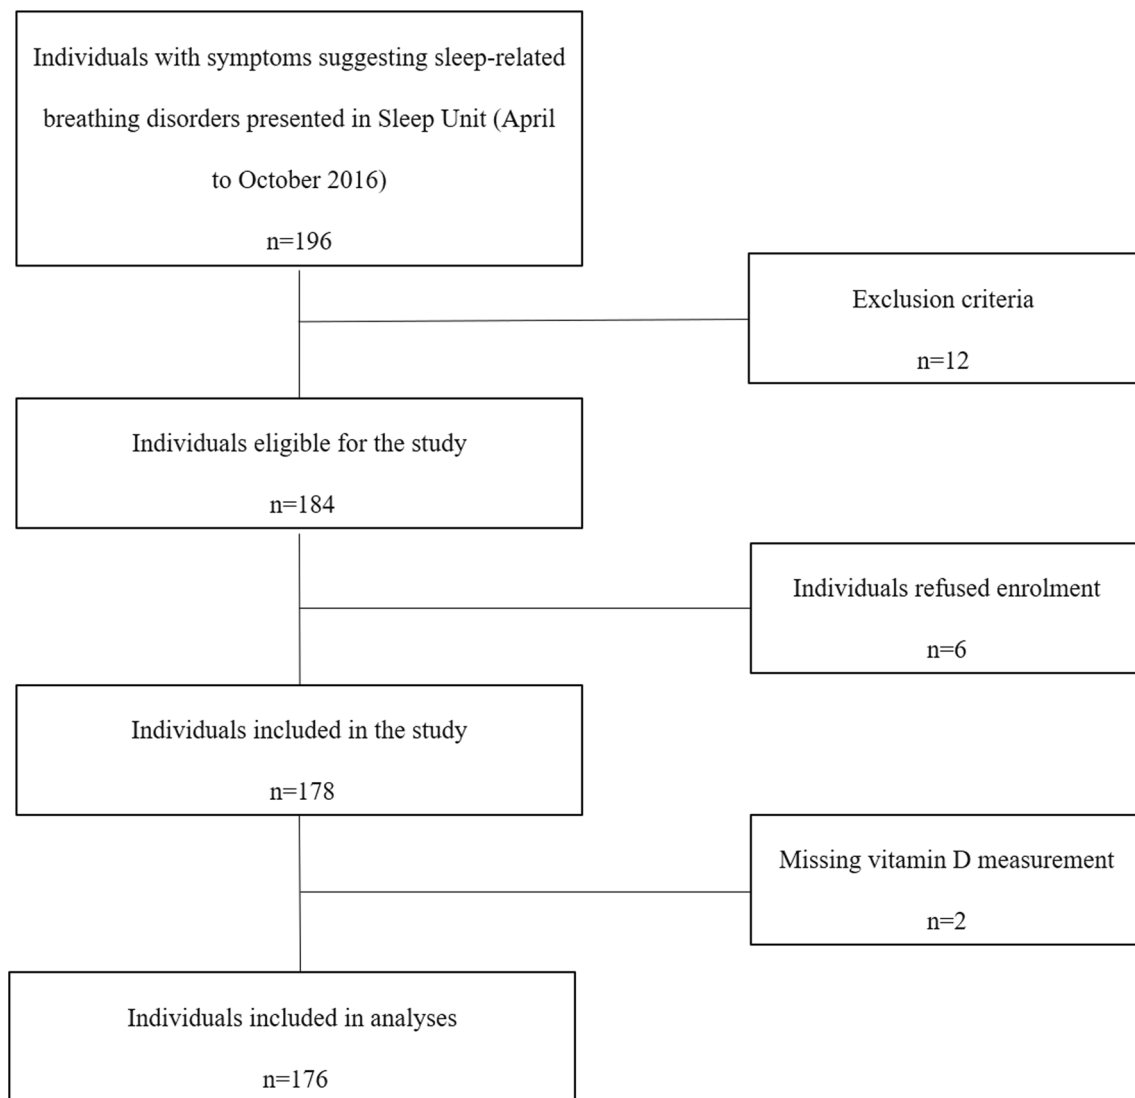 Individuals with symptoms suggesting sleep-related
breathing disorders presented in Sleep Unit (April
to October 2016)
n=196
Exclusion criteria
n=12
Individuals eligible for the study
n=184
Individuals refused enrolment
n=6
Individuals included in the study
n=178
Missing vitamin D measurement
n=2
Individuals included in analyses
n=176